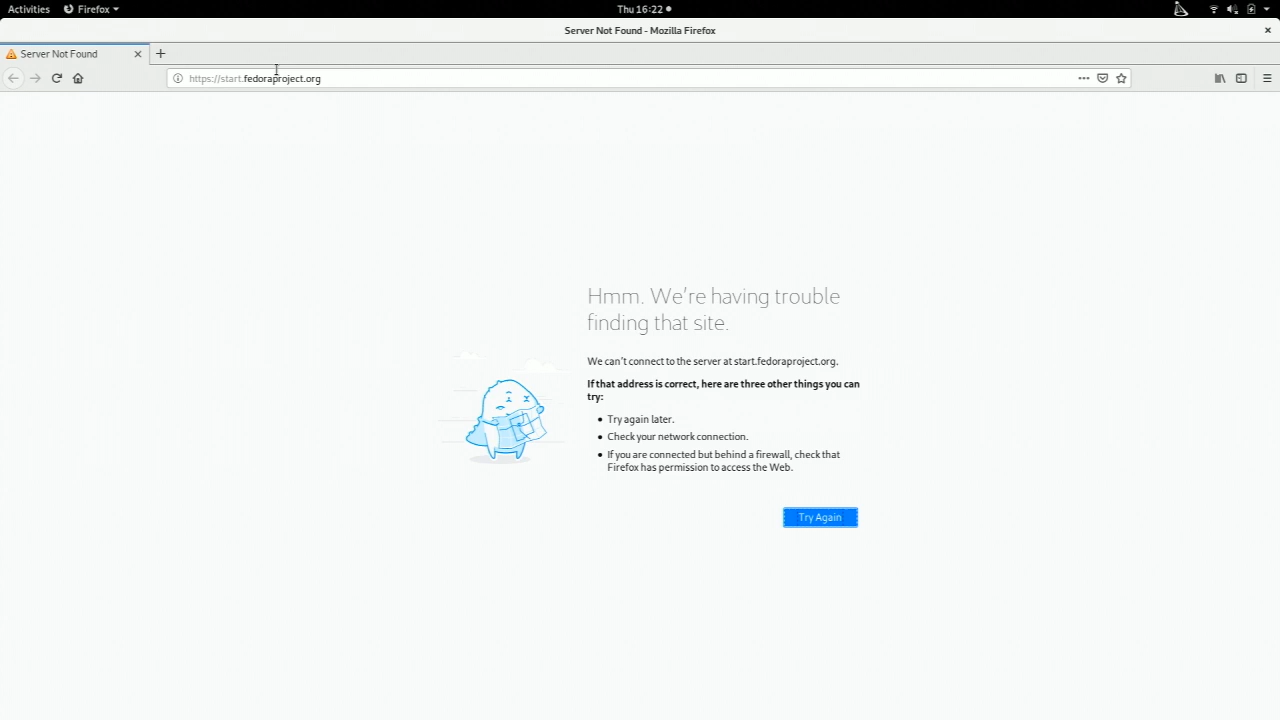 Activities Firefox Thu 16:22
Server Not Found - Mozilla Firefox
Server Not Found
https://start.fedoraproject.org
Hmm. We're having trouble
finding that site.
We can't connect to the server at start.fedoraproject.org.
If that address is correct, here are three other things you can
try:
Try again later.
Check your network connection.
If you are connected but behind a firewall, check that
Firefox has permission to access the Web.
Try Again